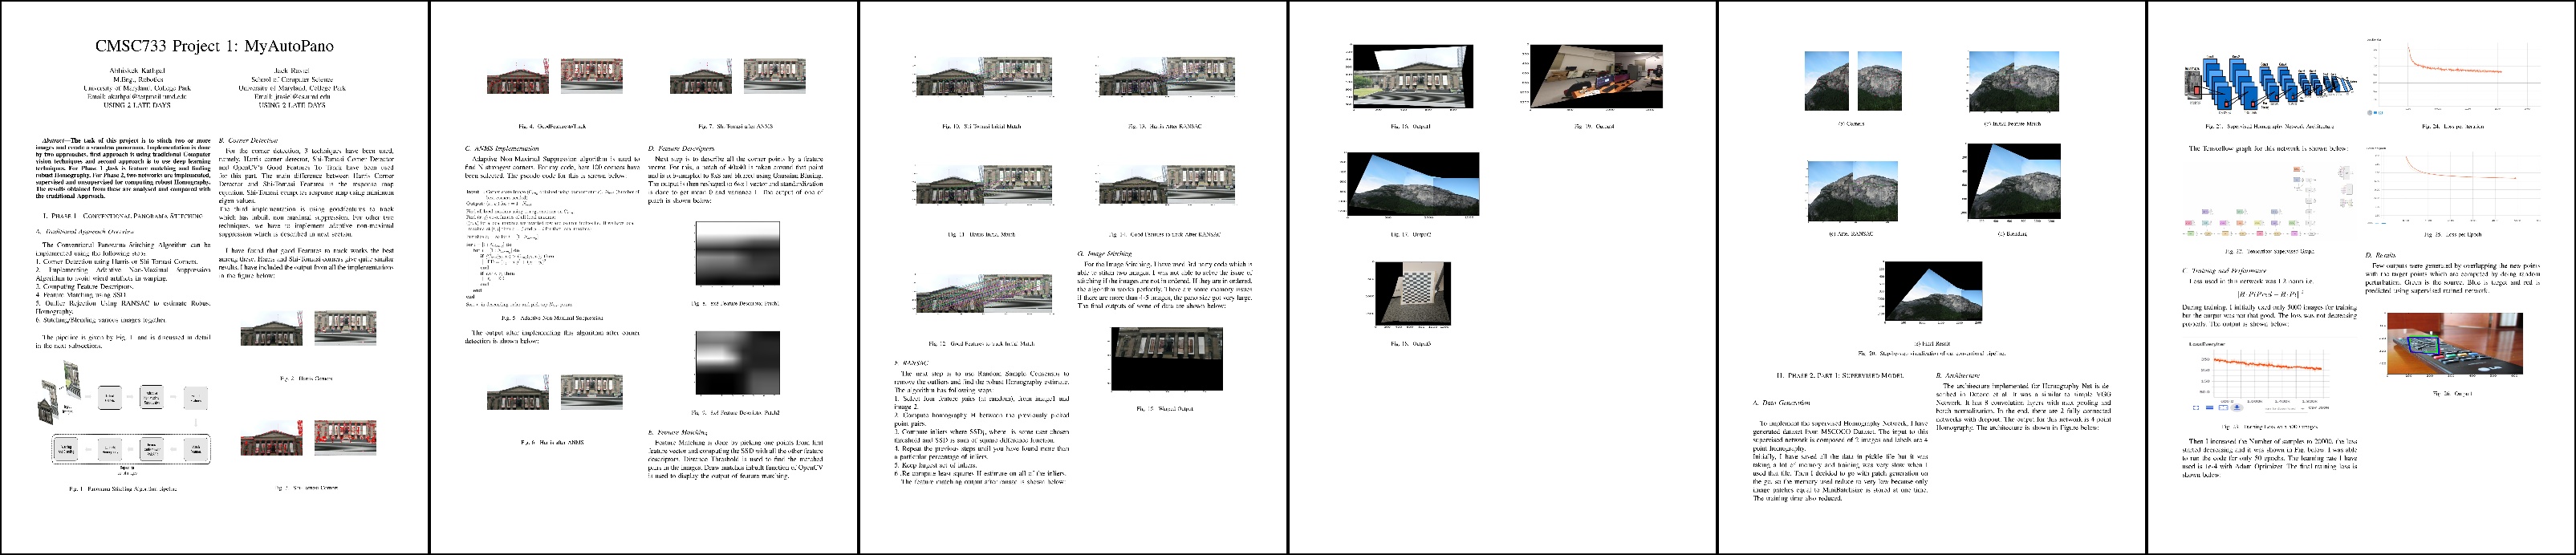 CMSC733 Project 1: MyAutoPano
Abhishek Kathpal
M.Eng., Robotics
University of Maryland, College Park
USING 2 LATE DAYS
School of Computer Science
University of Maryland, College Park
USING 2 LATE DAYS
Abstract—The task of this project is to stitch two or more
images and create a seamless panorama. Implementation is
done by two approaches, first approach is using traditional Computer
vision techniques and second approach is to use deep learning
techniques. For Phase 1 ,task is feature matching and finding
robust Homography. For Phase 2, two networks are implemented,
supervised and unsupervised for computing robust Homography.
The results obtained from these are analysed and compared with
the traditional Approach.
I. PHASE 1 CONVENTIONAL PANORAMA STITCHING
A. Traditional Approach Overview
The Conventional Panorama Stitching Algorithm can be
implemented using the following steps:
1. Corner Detection using Harris or Shi-Tomasi Corners.
2. Implementing Adaptive Non-Maximal Suppression
Algorithm to avoid weird artifacts in warping.
3. Computing Feature Descriptors.
4. Feature Matching using SSD
5. Outlier Rejection Using RANSAC to estimate Robust
Homography.
6. Stitching/Blending various images together.
The pipeline is given by Fig. 1 and is discussed in detail
in the next subsections.
Fig. 1. Panorama Stitching Algorithm Pipeline
B. Corner Detection
For the corner detection, 3 techniques have been used,
namely, Harris corner detector, Shi-Tomasi Corner Detector
and OpenCV's Good Features To Track have been used
for this part. The main difference between Harris Corner
Detector and Shi-Tomasi Features is the response map
equation. Shi-Tomasi computes response map using minimum
eigen values.
The third implementation is using goodfeatures to track
which has inbuilt non maximal suppression. For other two
techniques, we have to implement adaptive non-maximal
suppression which is described in next section.
I have found that good Features to track works the best
among these. Harris and Shi-Tomasi corners give quite similar
results. I have included the output from all the implementations
in the figure below:
Fig. 2. Harris Corners
Fig. 3. Shi Tomasi Corners
Fig. 4. GoodFeaturesToTrack
Fig. 7. Shi Tomasi after ANMS
C. ANMS Implementation
Adaptive Non Maximal Suppression algorithm is used to
find N strongest corners. For my code, best 120 corners have
been selected. The pseudo code for this is shown below:
Fig. 5. Adaptive Non Maximal Suppression
The output after implementing this algorithm after corner
detection is shown below:
Fig. 6. Harris after ANMS
D. Feature Descriptors
Next step is to describe all the corner points by a feature
vector. For this, a patch of 40x40 is taken around that point
and is resampled to 8x8 and blurred using Gaussian Blurring.
The output is then reshaped to 64x1 vector and standardization
is done to get mean 0 and variance 1. The output of one of
patch is shown below:
Fig. 8. 8x8 Feature Descriptor Patch1
Fig. 9. 8x8 Feature Descriptor Patch2
E. Feature Matching
Feature Matching is done by picking one points from first
feature vector and computing the SSD with all the other feature
descriptors. Distance Threshold is used to find the matched
pairs in the images. Draw matches inbuilt function of OpenCV
is used to display the output of feature matching.
Fig. 10. Shi Tomasi Initial Match
Fig. 13. Harris After RANSAC
Fig. 11. Harris Initial Match
Fig. 14. Good Features to track After RANSAC
Fig. 12. Good Features to track Initial Match
F. RANSAC
The next step is to use Random Sample Consensus to
remove the outliers and find the robust Homography estimate.
The algorithm has following steps:
1. Select four feature pairs (at random), from image1 and
image 2.
2. Compute homography H between the previously picked
point pairs.
threshold and SSD is sum of square difference function.
4. Repeat the previous steps until you have found more than
a particular percentage of inliers.
5. Keep largest set of inliers.
6. Re-compute least squares H estimate on all of the inliers.
The feature matching output after ransac is shown below:
G. Image Stitching
For the Image Stitching, I have used 3rd party code which is
able to stitch two images. I was not able to solve the issue of
stitching if the images are not in ordered. If they are in ordered,
the algorithm works perfectly. There are some memory issues
if there are more than 4-5 images, the pano size got very large.
The final outputs of some of data are shown below:
Fig. 15. Warped Output
Fig. 16. Output1
Fig. 19. Output4
Fig. 17. Output2
Fig. 18. Output3
(a) Corners
(b) Initial Feature Match
(c) After RANSAC
(d) Blending
(e) Final Result
Fig. 20. Step by step visualization of our conventional pipeline
II. PHASE 2, PART 1: SUPERVISED MODEL
A. Data Generation
To implement the supervised Homography Network, I have
generated dataset from MSCOCO Dataset. The input to this
supervised network is composed of 2 images and labels are 4
point homography.
Initially, I have saved all the data in pickle file but it was
taking a lot of memory and training was very slow when I
used that file. Then I decided to go with patch generation on
the go, so the memory used reduce to very low because only
image patches equal to MiniBatchsize is stored at one time.
The training time also reduced.
B. Architecture
The architecture implemented for Homography Net is de-
scribed in Detone et al. It was a similar to simple VGG
Network. It has 8 convolution layers with max pooling and
batch normalisation. In the end, there are 2 fully connected
networks with dropout. The output for this network is 4 point
Homography. The architecture is shown in Figure below:
Fig. 21. Supervised Homography Network Architecture
The Tensorflow graph for this network is shown below:
Fig. 22. Tensorflow Supervised Graph
C. Training and Performance
Loss used in this network was L2 norm i.e.
During training, I initially used only 5000 images for training
but the output was not that good. The loss was not decreasing
properly. The output is shown below:
LossEveryIter
Fig. 23. Training Loss on 5000 images
Then I increased the Number of samples to 20000, the loss
started decreasing and it was shown in Fig. below. I was able
to run the code for only 50 epochs. The learning rate I have
used is 1e-4 with Adam Optimizer. The final training loss is
shown below:
Fig. 24. Loss per Iteration
Fig. 25. Loss per Epoch
D. Results
Few outputs were generated by overlapping the new points
with the target points which are computed by doing random
perturbation. Green is the source, Blue is target and red is
predicted using supervised trained network.
Fig. 26. Output1